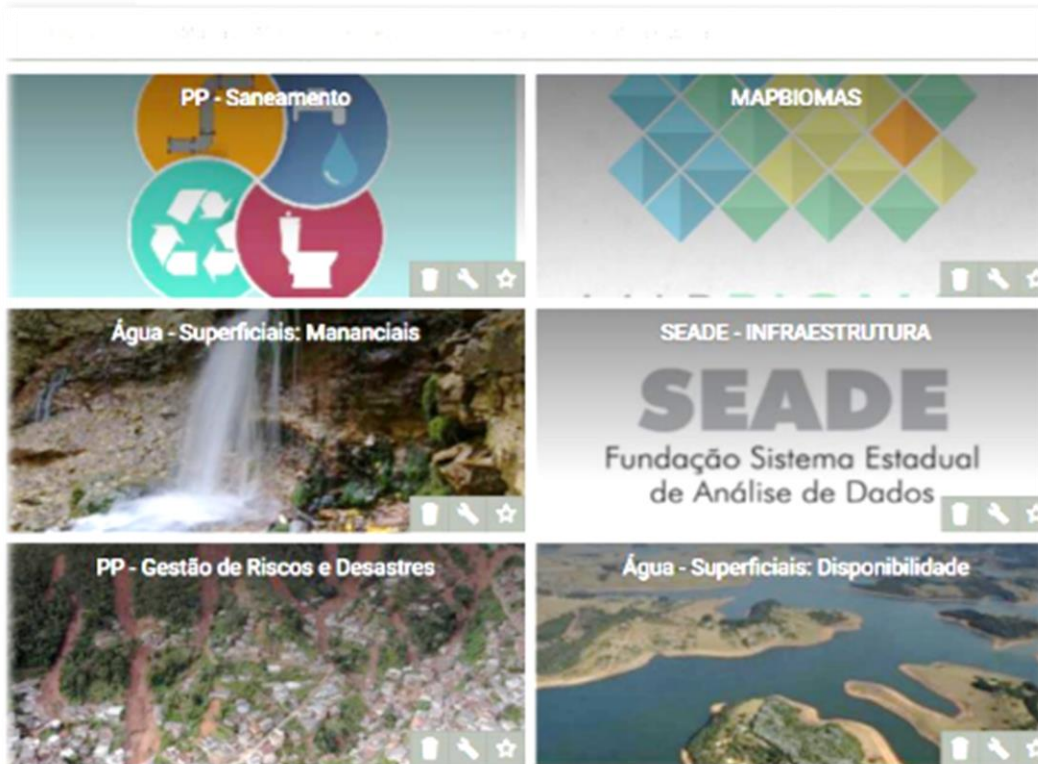 PP - Saneamento
MAPBIOMAS
Água - Superficiais: Mananciais
SEADE - INFRAESTRUTURA
SEADE
Fundação Sistema Estadual
de Análise de Dados
PP - Gestão de Riscos e Desastres
Água - Superficiais: Disponibilidade